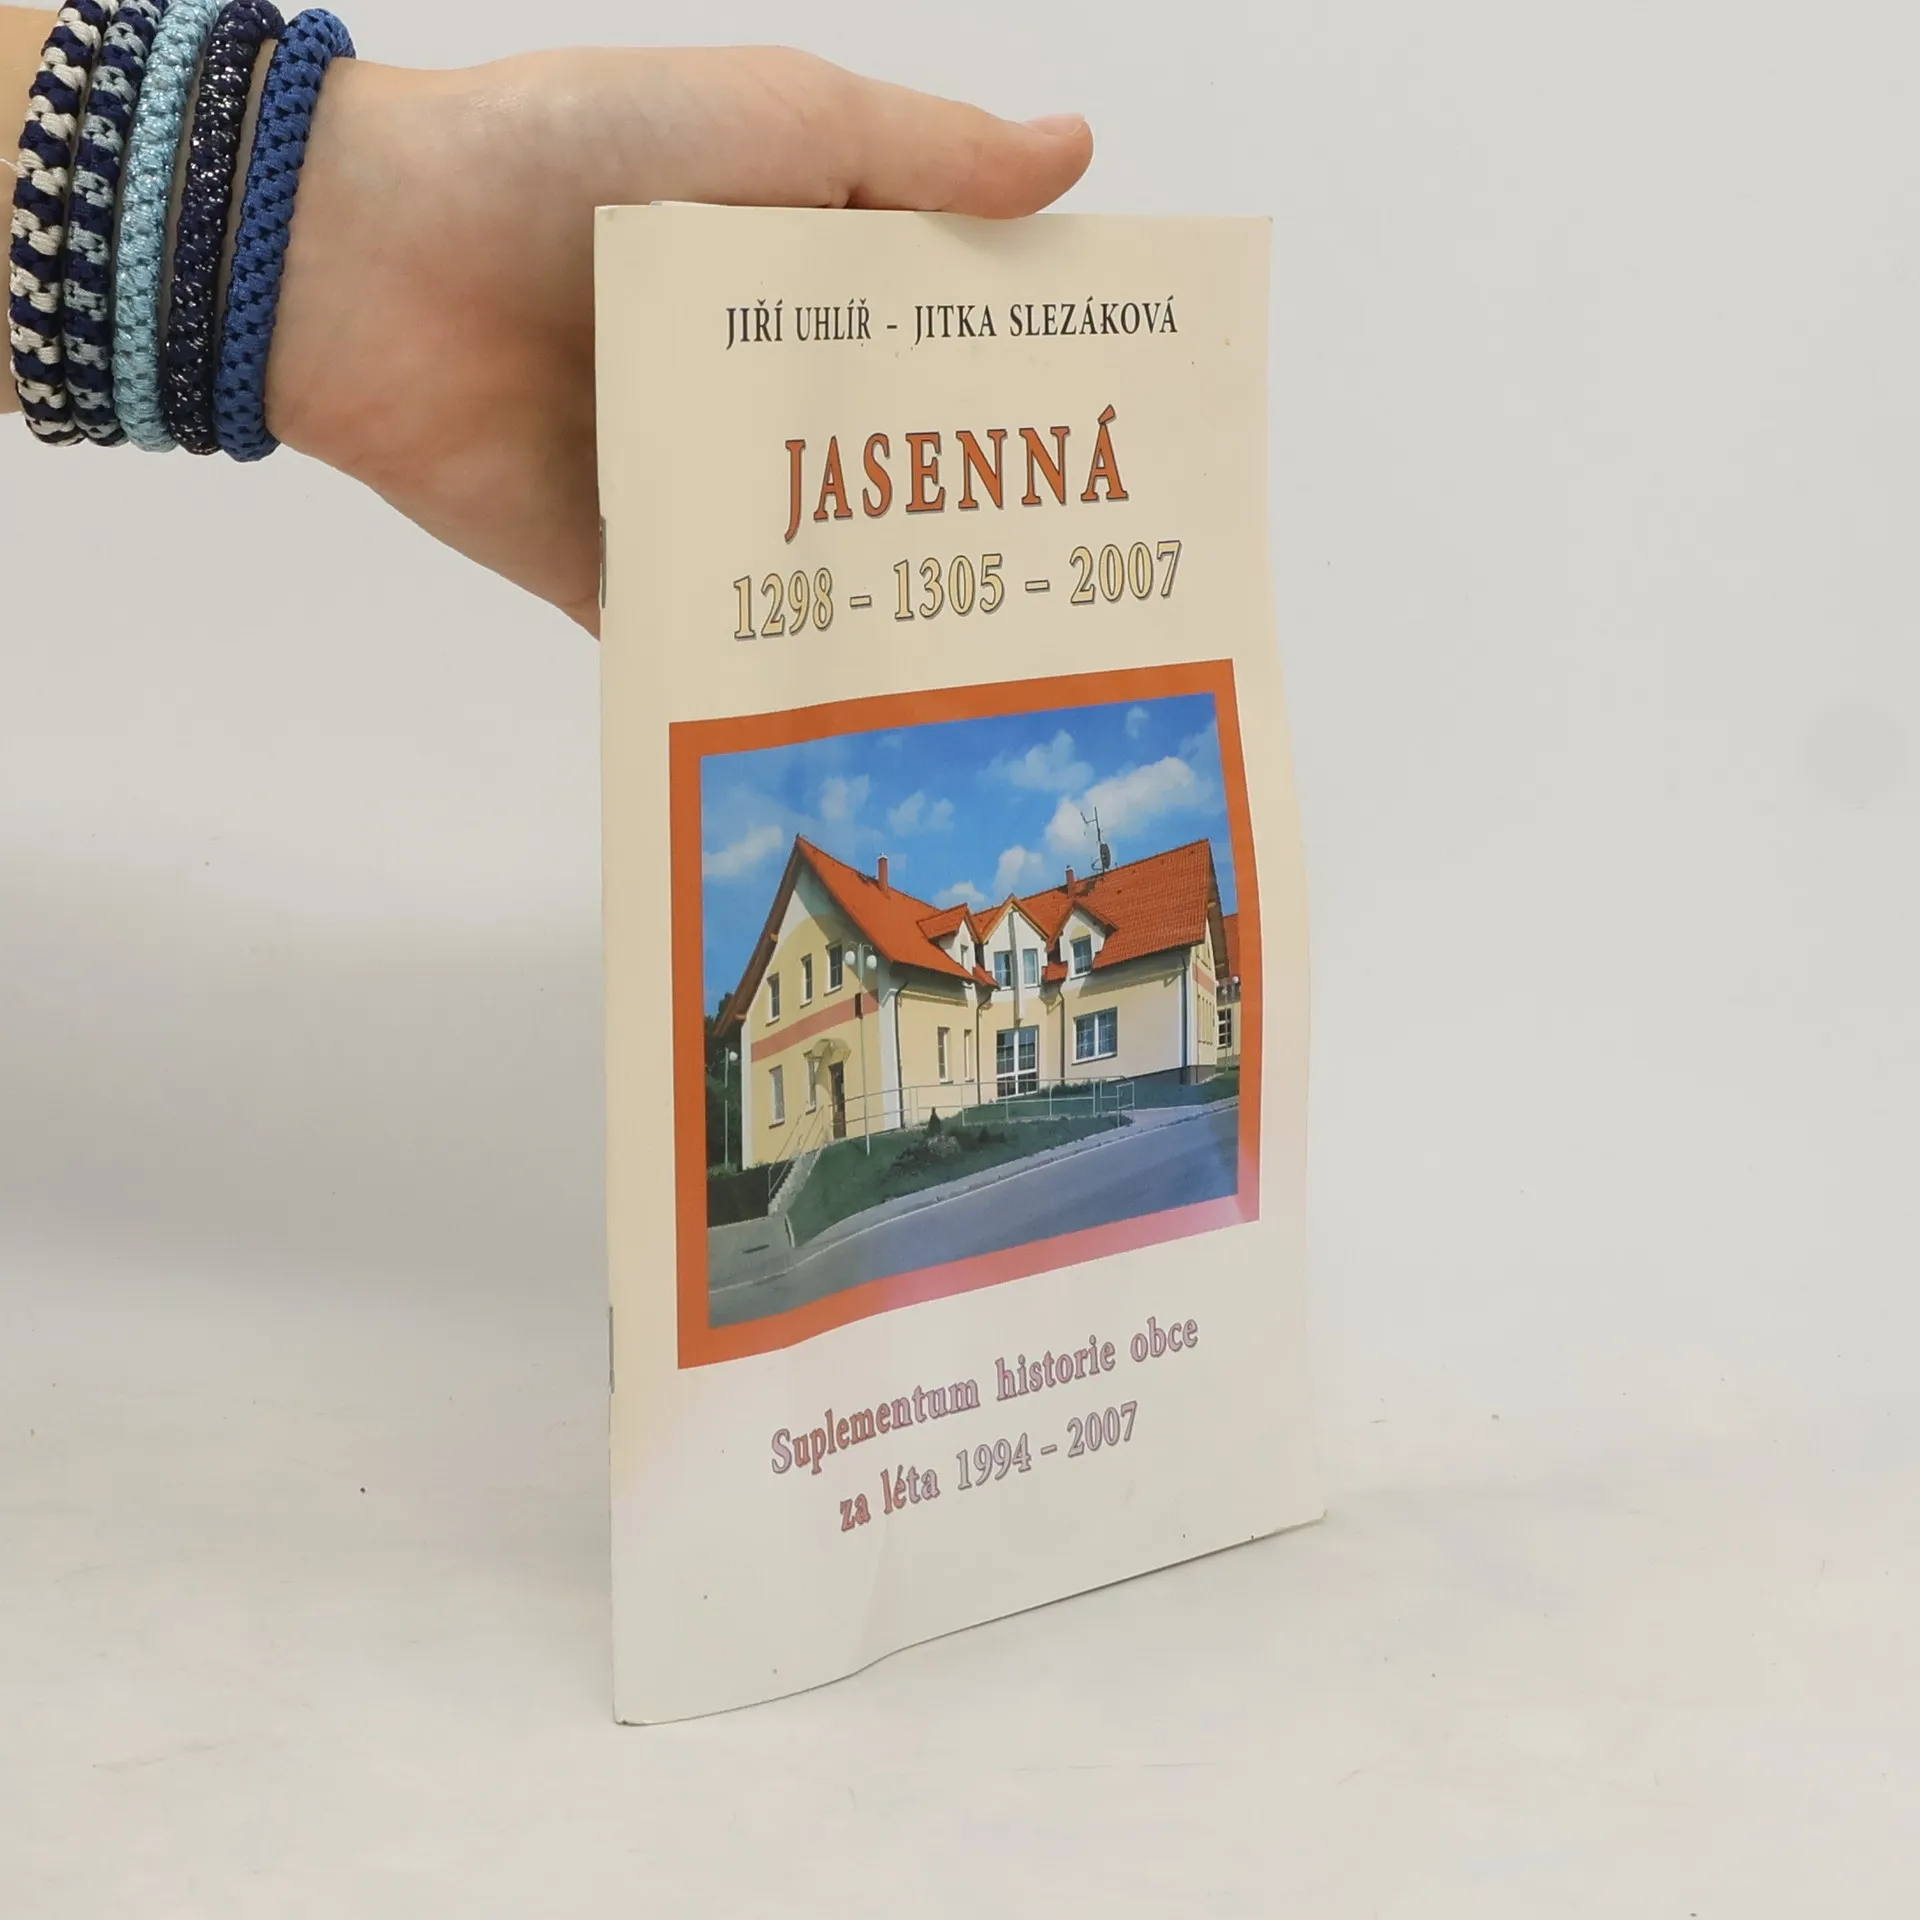 JIŘÍ UHLÍŘ – JITKA SLEZÁKOVÁ
JASENNÁ
1298 – 1305 – 2007
Suplementum historie obce
za léta 1994 – 2007